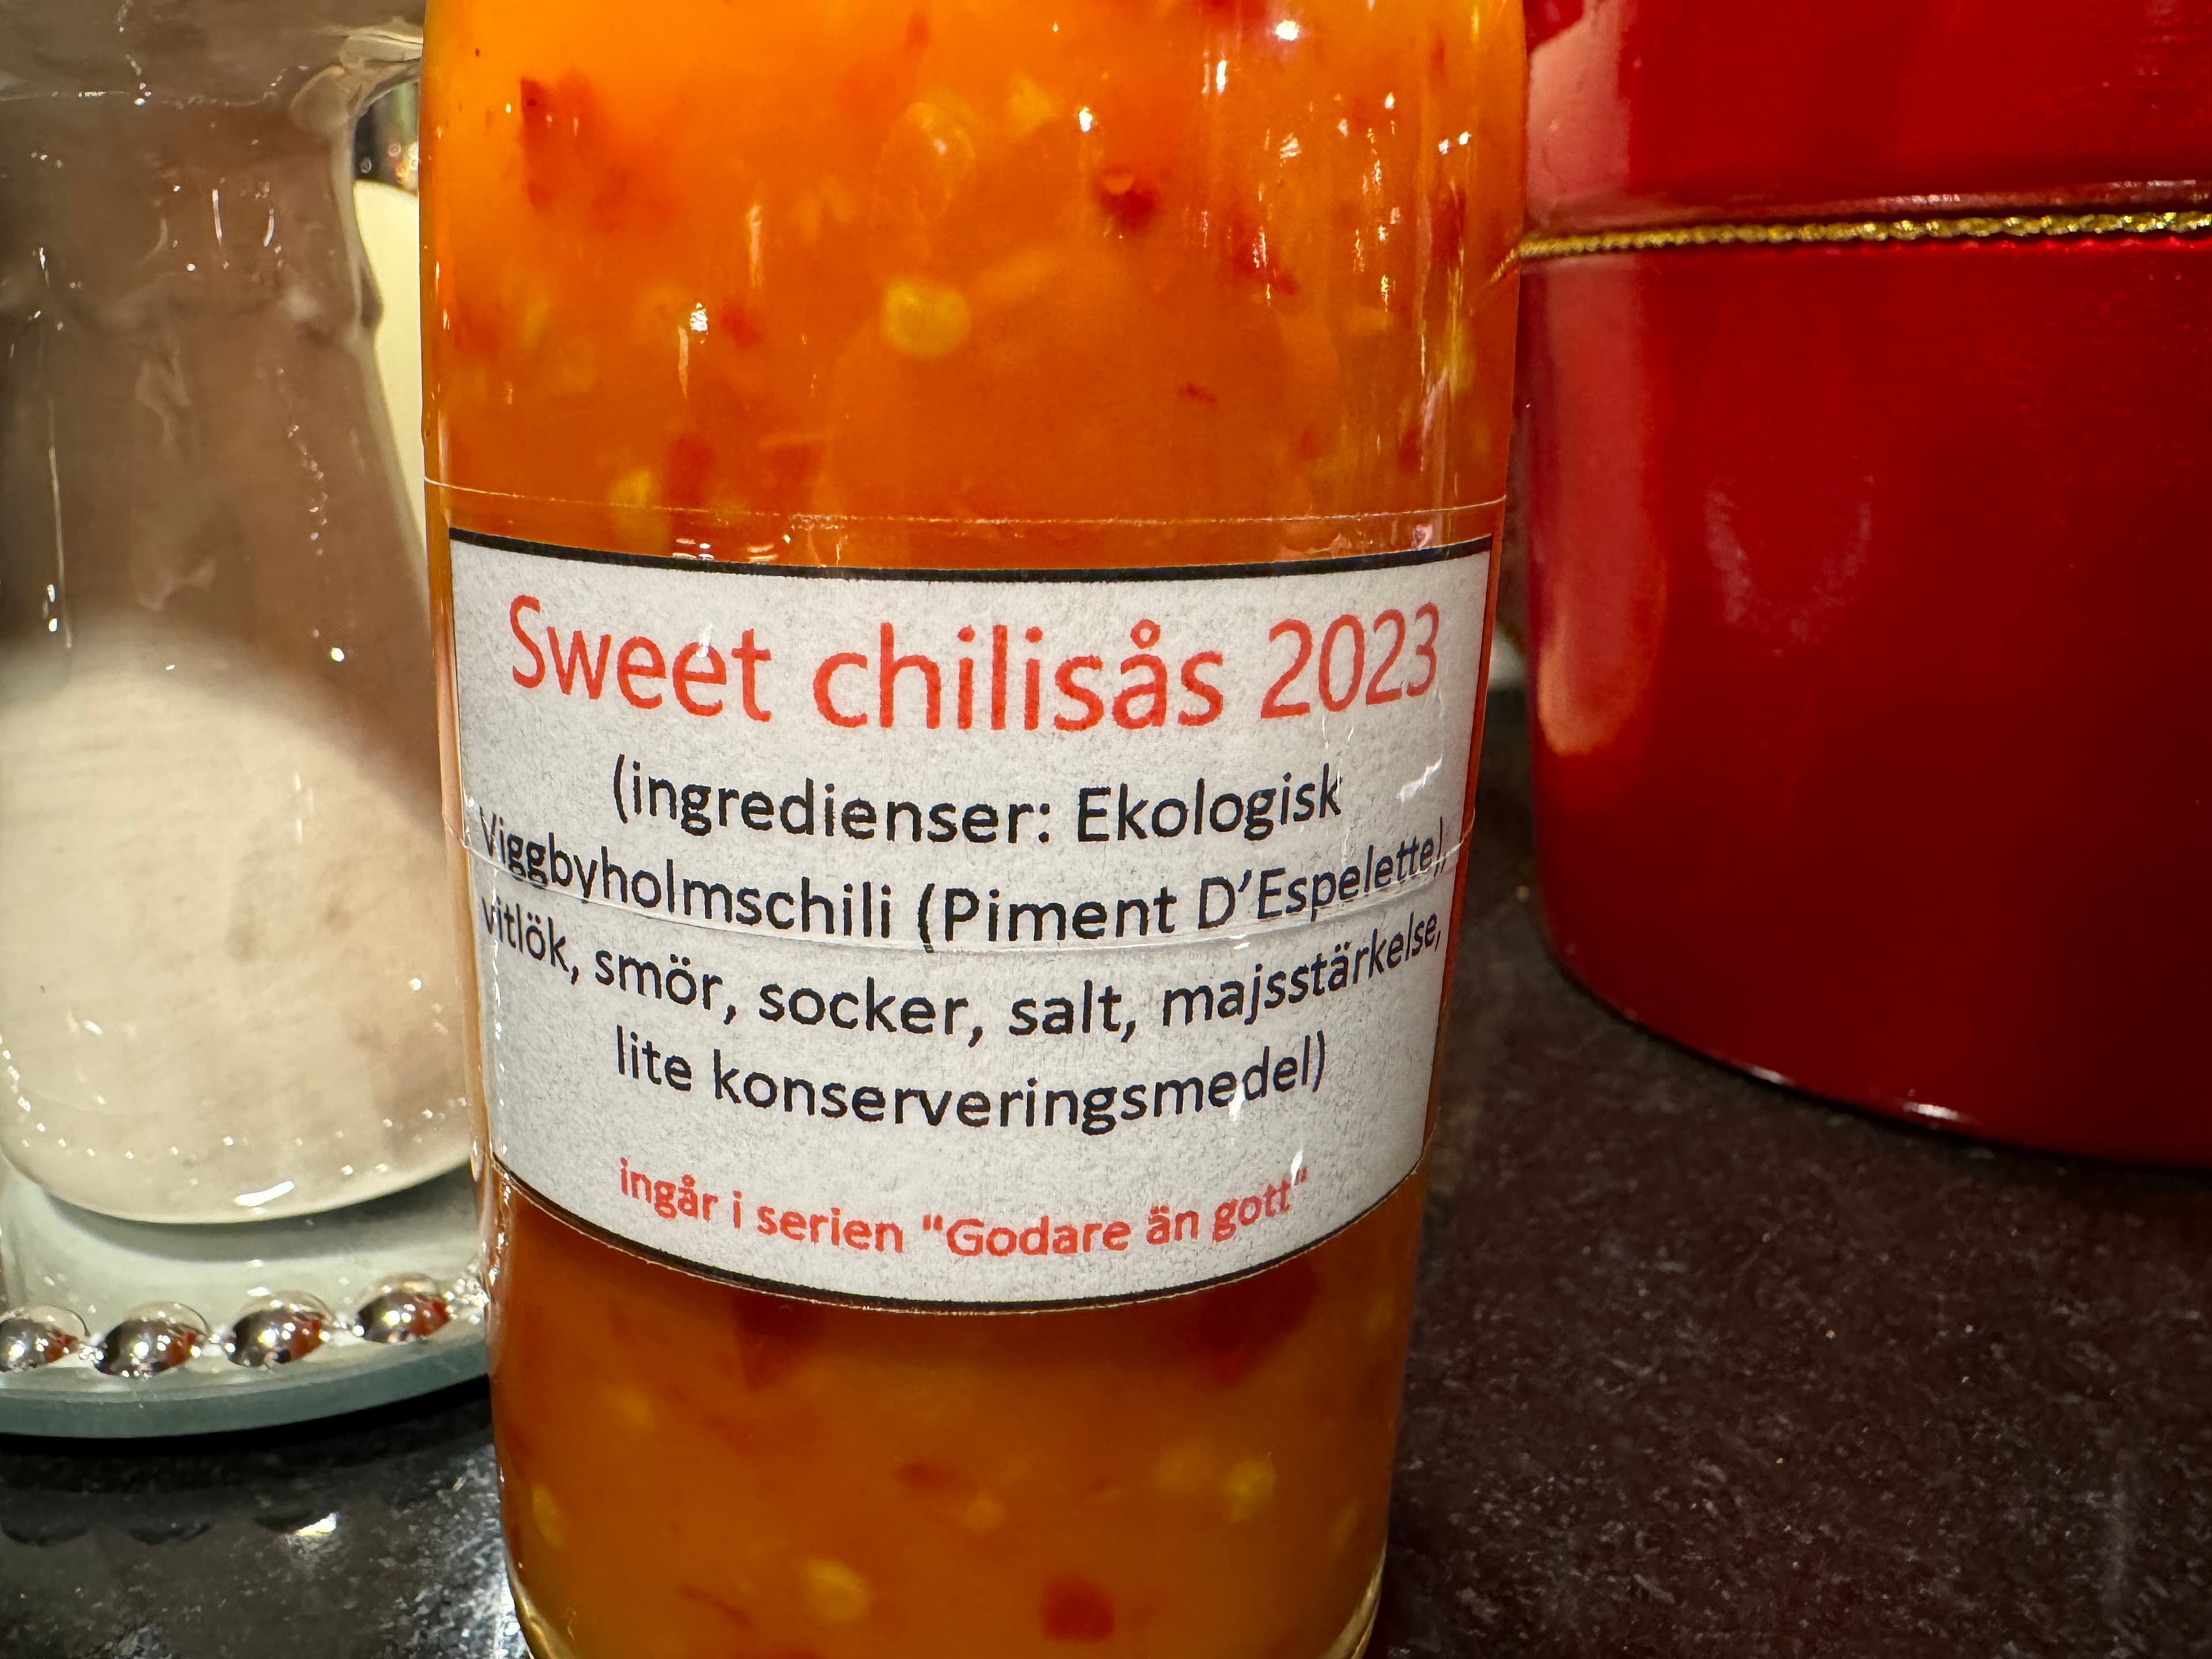 Sweet chilisås 2023
(ingredienser: Ekologisk
Viggbyholmschili (Piment D’Espelette),
vitlök, smör, socker, salt, majsstärkelse,
lite konserveringsmedel)
ingår i serien "Godare än gott"